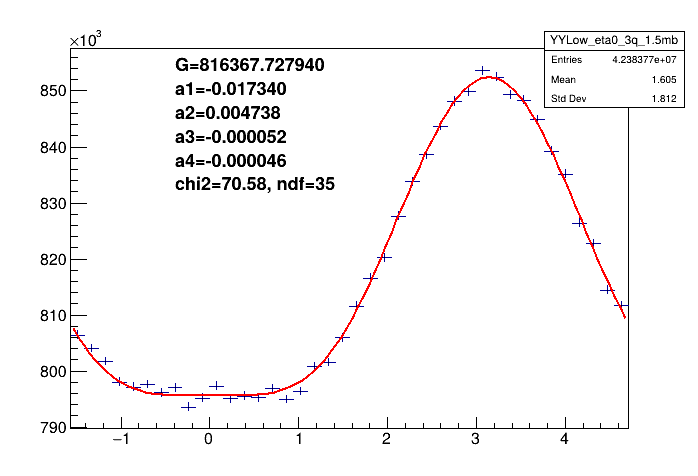 ×10³
G=816367.727940
a1=-0.017340
a2=0.004738
a3=-0.000052
a4=-0.000046
chi2=70.58, ndf=35
YYLow_eta0_3q_1.5mb
Entries 4.238377e+07
Mean 1.605
Std Dev 1.812
850
840
830
820
810
800
790
−1 0 1 2 3 4